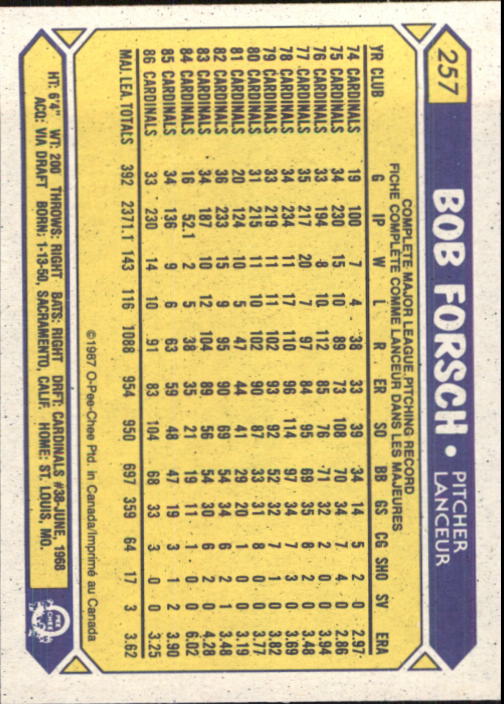 257
BOB FORSCH • PITCHER
LANCEUR
COMPLETE MAJOR LEAGUE PITCHING RECORD
FICHE COMPLÈTE COMME LANCEUR DANS LES MAJEURES
YR CLUB G IP W L R ER SO BB GS CG SHO SV ERA
74 CARDINALS 19 100 7 4 38 33 39 34 14 5 2 0 2.97
75 CARDINALS 34 230 15 10 89 73 108 70 34 7 4 0 2.86
76 CARDINALS 33 194 8 10 112 85 76 71 32 2 0 0 3.94
77 CARDINALS 35 217 20 7 97 84 95 69 35 8 2 0 3.48
78 CARDINALS 34 234 11 17 110 96 114 97 34 7 3 0 3.69
79 CARDINALS 33 219 11 11 102 93 92 52 32 7 1 0 3.82
80 CARDINALS 31 215 11 10 102 90 87 33 31 8 0 0 3.77
81 CARDINALS 20 124 10 5 47 44 41 29 20 1 0 0 3.19
82 CARDINALS 36 233 15 9 95 90 69 54 34 6 2 1 3.48
83 CARDINALS 34 187 10 12 104 89 56 54 30 6 2 0 4.28
84 CARDINALS 16 52.1 2 5 38 35 21 19 11 1 0 0 6.02
85 CARDINALS 34 136 9 6 63 59 48 47 19 3 1 2 3.90
86 CARDINALS 33 230 14 10 91 83 104 68 33 3 0 0 3.25
MAJ. LEA. TOTALS 392 2371.1 143 116 1088 954 950 697 359 64 17 3 3.62
©1987 O-Pee-Chee Ptd. in Canada/Imprimé au Canada
HT: 6'4" WT: 200 THROWS: RIGHT BATS: RIGHT DRFT: CARDINALS #38-JUNE, 1968
ACQ: VIA DRAFT BORN: 1-13-50, SACRAMENTO, CALIF. HOME: ST. LOUIS, MO.
O
PEE
CHEE